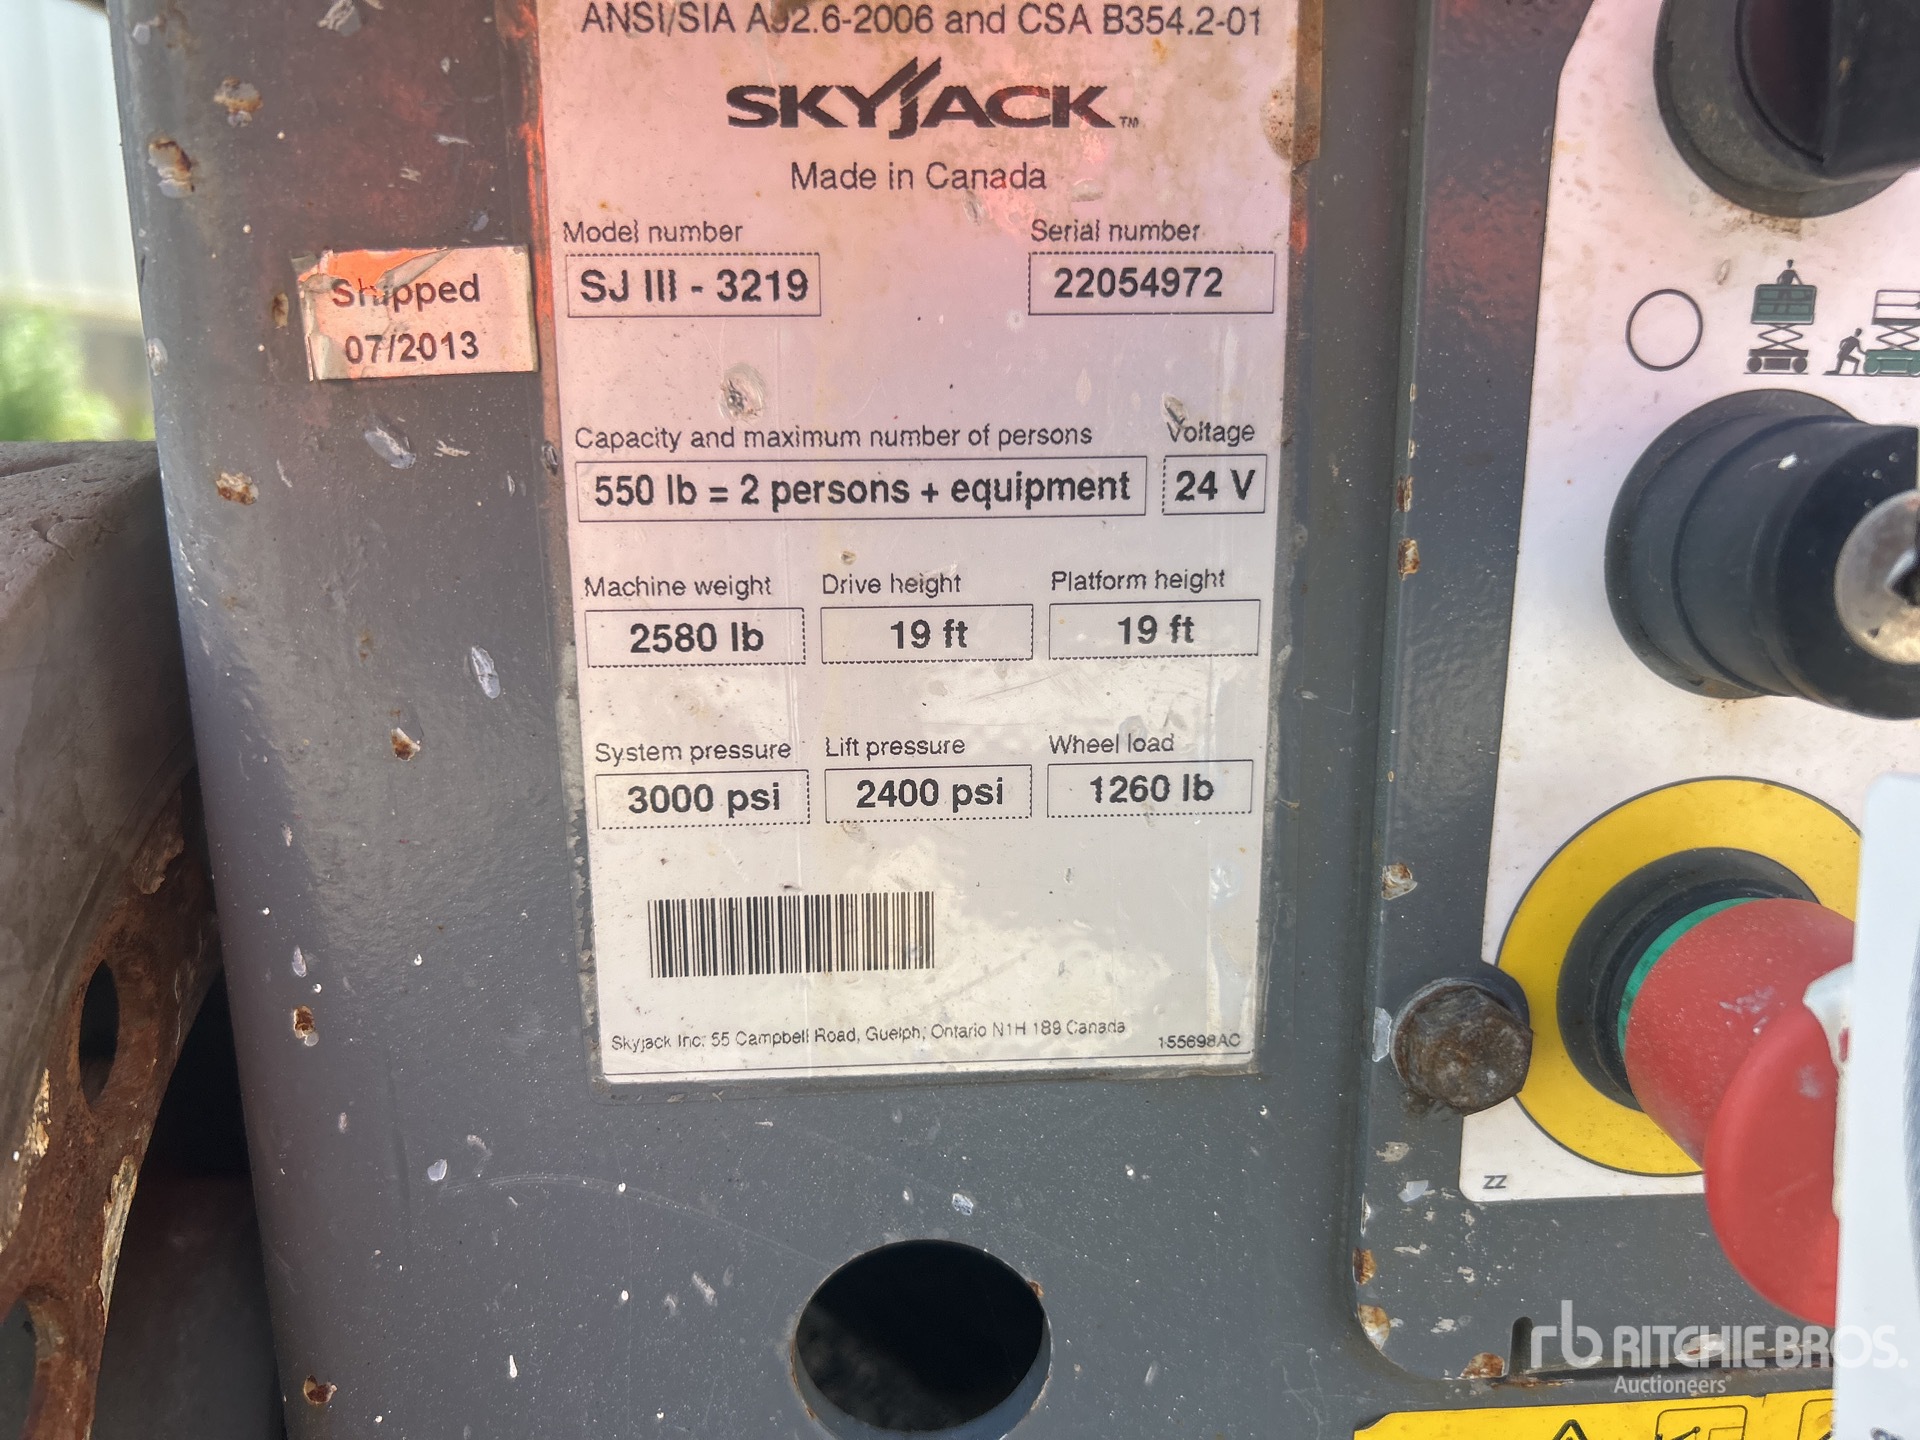 ANSI/SIA A92.6-2006 and CSA B354.2-01
SKYJACK™
Made in Canada
Model number
SJ III - 3219
Serial number
22054972
Shipped
07/2013
Capacity and maximum number of persons
550 lb = 2 persons + equipment
Voltage
24 V
Machine weight
2580 lb
Drive height
19 ft
Platform height
19 ft
System pressure
3000 psi
Lift pressure
2400 psi
Wheel load
1260 lb
Skyjack Inc. 55 Campbell Road, Guelph, Ontario N1H 1B9 Canada
155698AC
ZZ
rb RITCHIE BROS.
Auctioneers